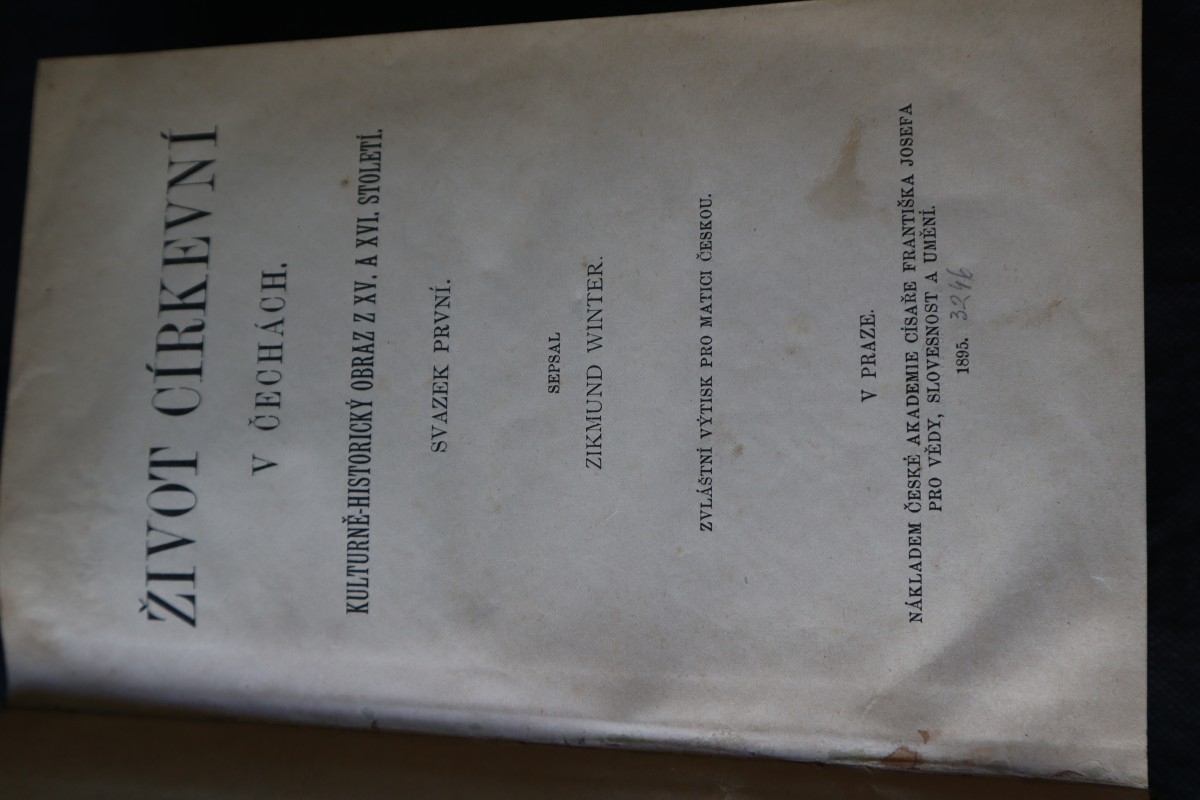 ŽIVOT CÍRKEVNÍ
V ČECHÁCH.
KULTURNĚ-HISTORICKÝ OBRAZ Z XV. A XVI. STOLETÍ.
SVAZEK PRVNÍ.
SEPSAL
ZIKMUND WINTER.
ZVLÁŠTNÍ VÝTISK PRO MATICI ČESKOU.
V PRAZE.
NÁKLADEM ČESKÉ AKADEMIE CÍSAŘE FRANTIŠKA JOSEFA
PRO VĚDY, SLOVESNOST A UMĚNÍ.
1895. 3246